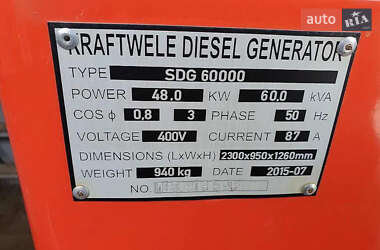 auto RIA
KRAFTWELE DIESEL GENERATOR
TYPE SDG 60000
POWER 48.0 KW 60.0 kVA
COS ϕ 0,8 3 PHASE 50 Hz
VOLTAGE 400V CURRENT 87 A
DIMENSIONS (LxWxH) 2300x950x1260mm
WEIGHT 940 kg DATE 2015-07
NO.